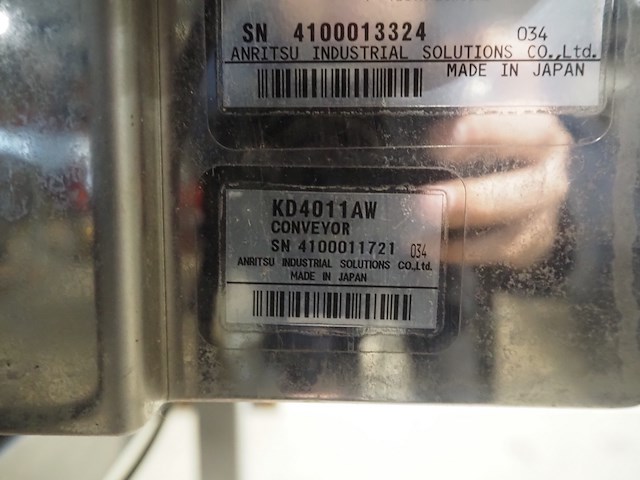 SN 4100013324 034
ANRITSU INDUSTRIAL SOLUTIONS CO.,Ltd.
MADE IN JAPAN
KD4011AW
CONVEYOR
SN 4100011721 034
ANRITSU INDUSTRIAL SOLUTIONS CO.,Ltd.
MADE IN JAPAN